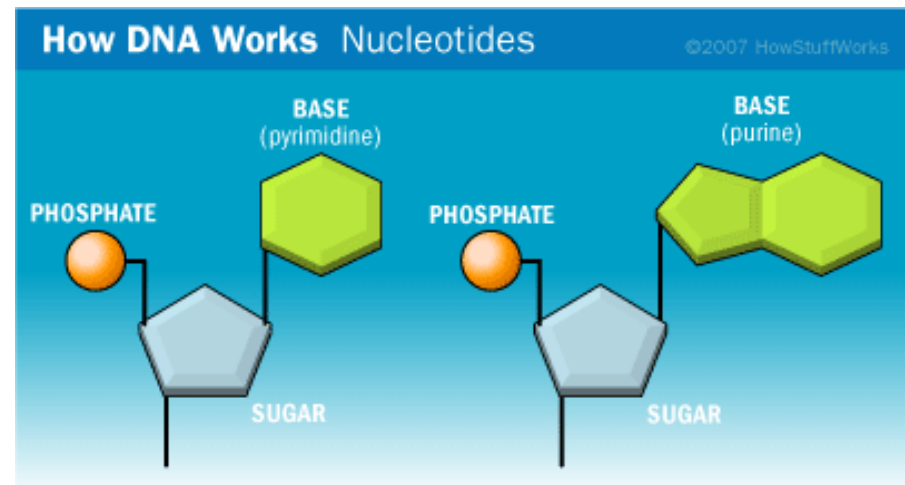 How DNA Works Nucleotides
©2007 HowStuffWorks
BASE
(pyrimidine)
PHOSPHATE
SUGAR
BASE
(purine)
PHOSPHATE
SUGAR